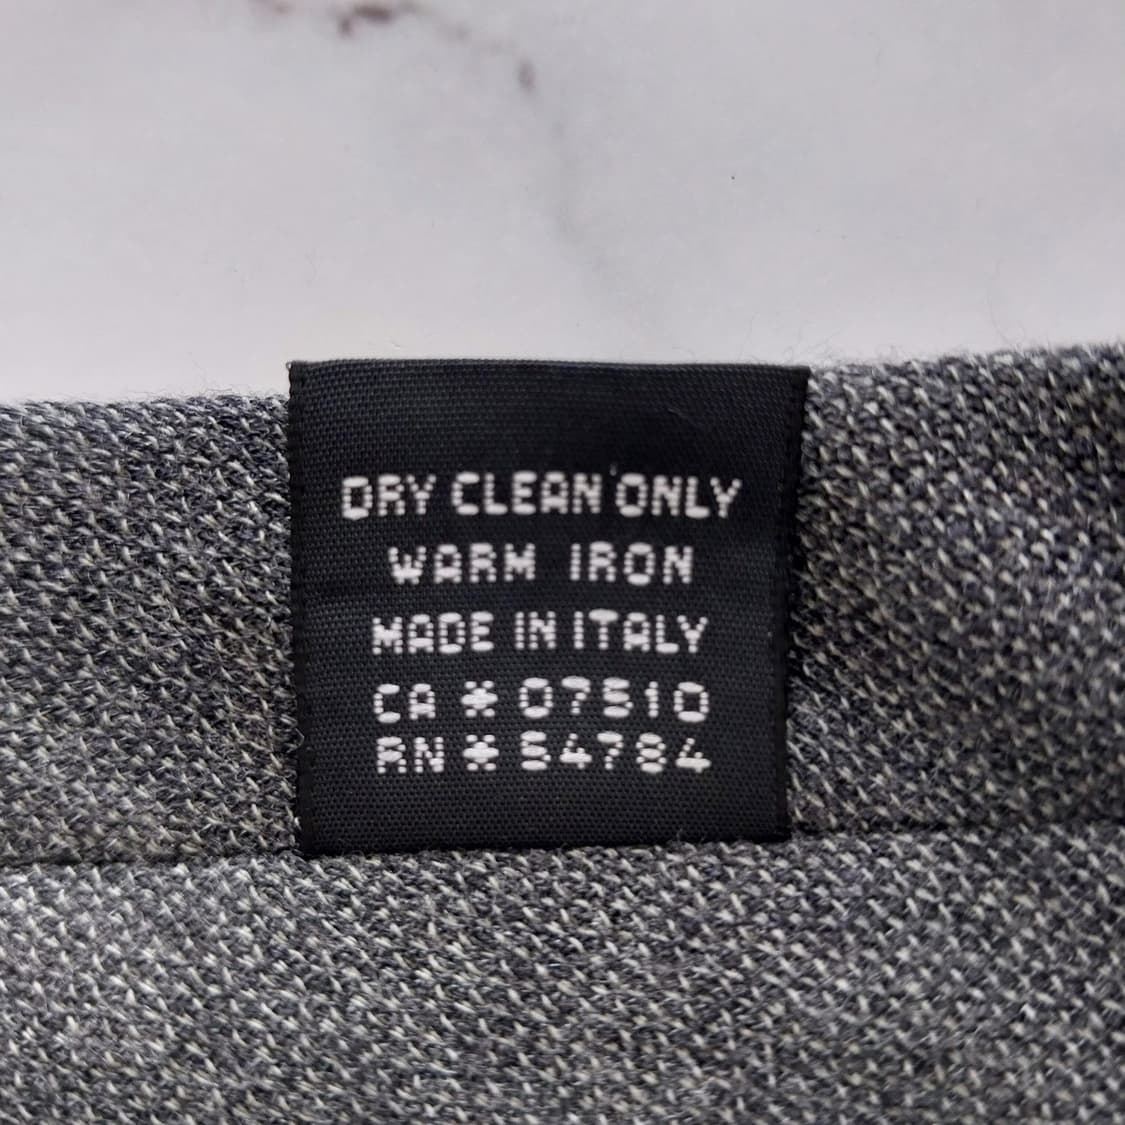 DRY CLEAN ONLY
WARM IRON
MADE IN ITALY
CA * 07510
RN * 54784